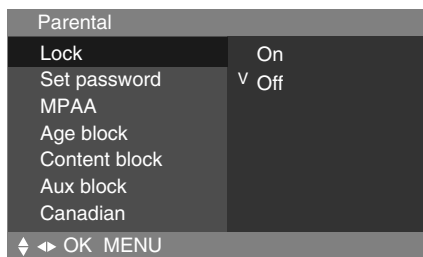 Parental
Lock
On
Set password
V Off
MPAA
Age block
Content block
Aux block
Canadian
OK MENU